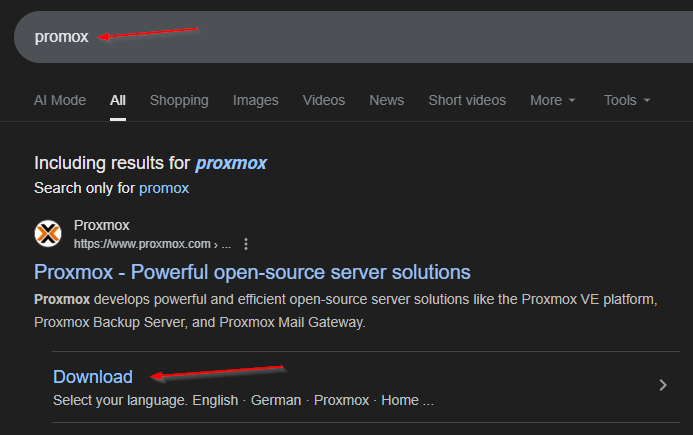 promox
AI Mode All Shopping Images Videos News Short videos More Tools
Including results for proxmox
Search only for promox
Proxmox
https://www.proxmox.com › ...
Proxmox - Powerful open-source server solutions
Proxmox develops powerful and efficient open-source server solutions like the Proxmox VE platform,
Proxmox Backup Server, and Proxmox Mail Gateway.
Download
Select your language. English · German · Proxmox · Home ...